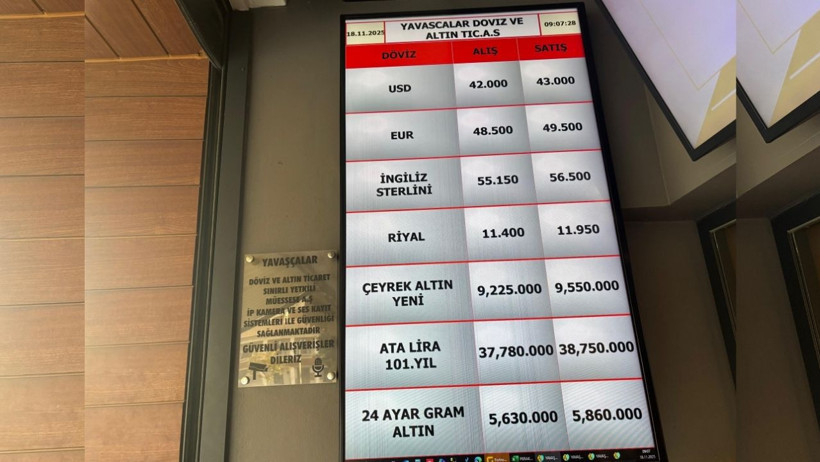 18.11.2025
YAVASCALAR DOVIZ VE
ALTIN TIC.A.S
09:07:28
DÖVİZ ALIŞ SATIŞ
USD 42.000 43.000
EUR 48.500 49.500
İNGİLİZ
STERLİNİ
55.150 56.500
RİYAL 11.400 11.950
ÇEYREK ALTIN
YENİ
9,225.000 9,550.000
ATA LİRA
101.YIL
37,780.000 38,750.000
24 AYAR GRAM
ALTIN
5,630.000 5,860.000
YAVAŞÇALAR
DÖVİZ VE ALTIN TİCARET
SINIRLI YETKİLİ
MÜESSESE A.Ş
İP KAMERA VE SES KAYIT
SİSTEMLERİ İLE GÜVENLİĞİ
SAĞLANMAKTADIR
GÜVENLİ ALIŞVERİŞLER
DİLERİZ